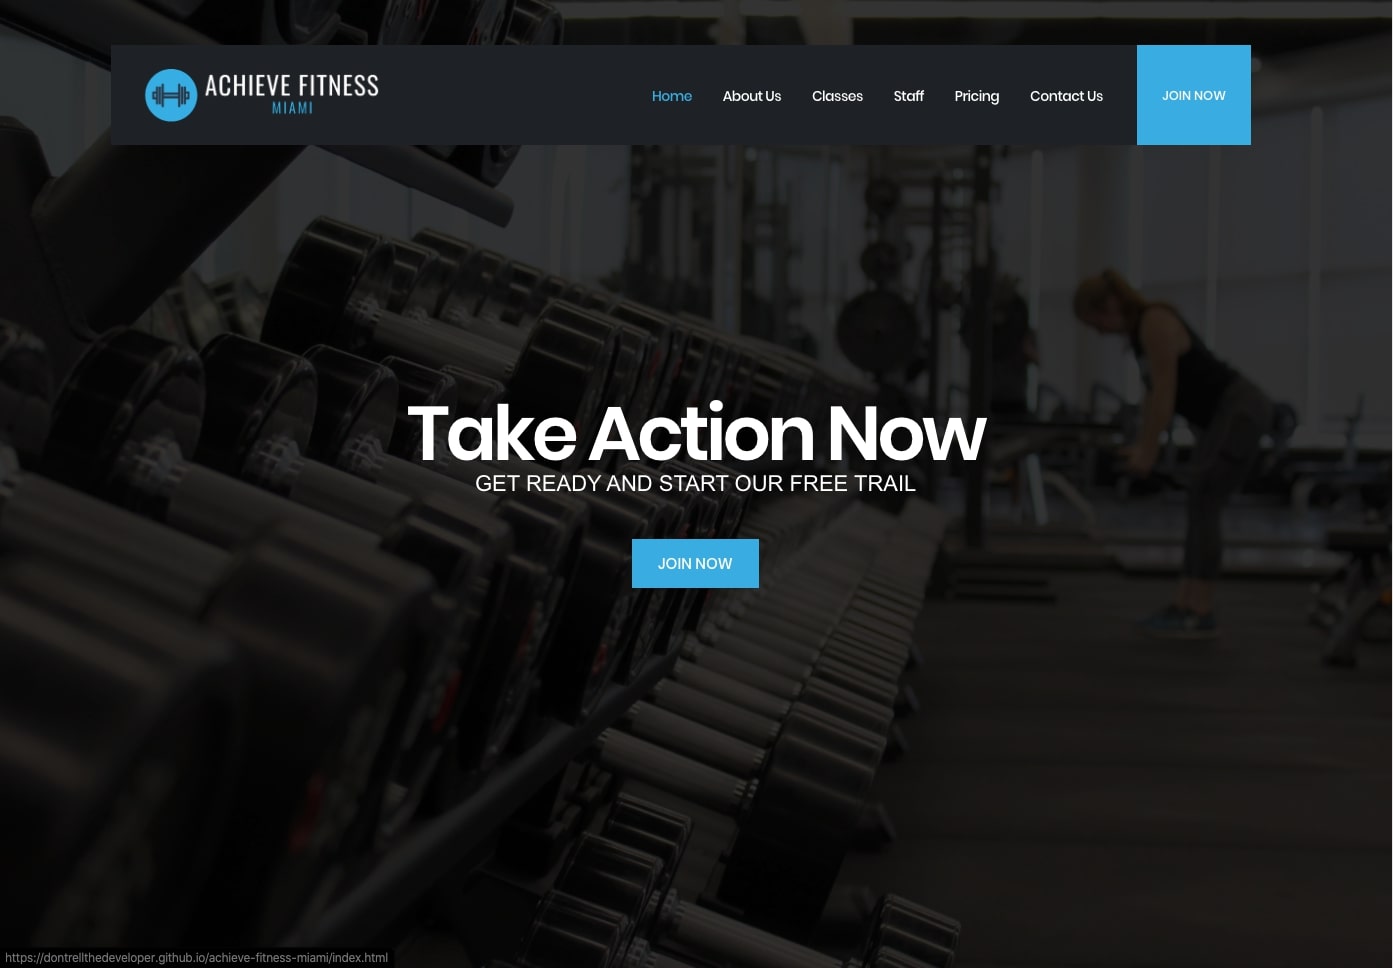 ACHIEVE FITNESS
MIAMI
Home About Us Classes Staff Pricing Contact Us JOIN NOW
Take Action Now
GET READY AND START OUR FREE TRAIL
JOIN NOW
https://dontrellthedeveloper.github.io/achieve-fitness-miami/index.html